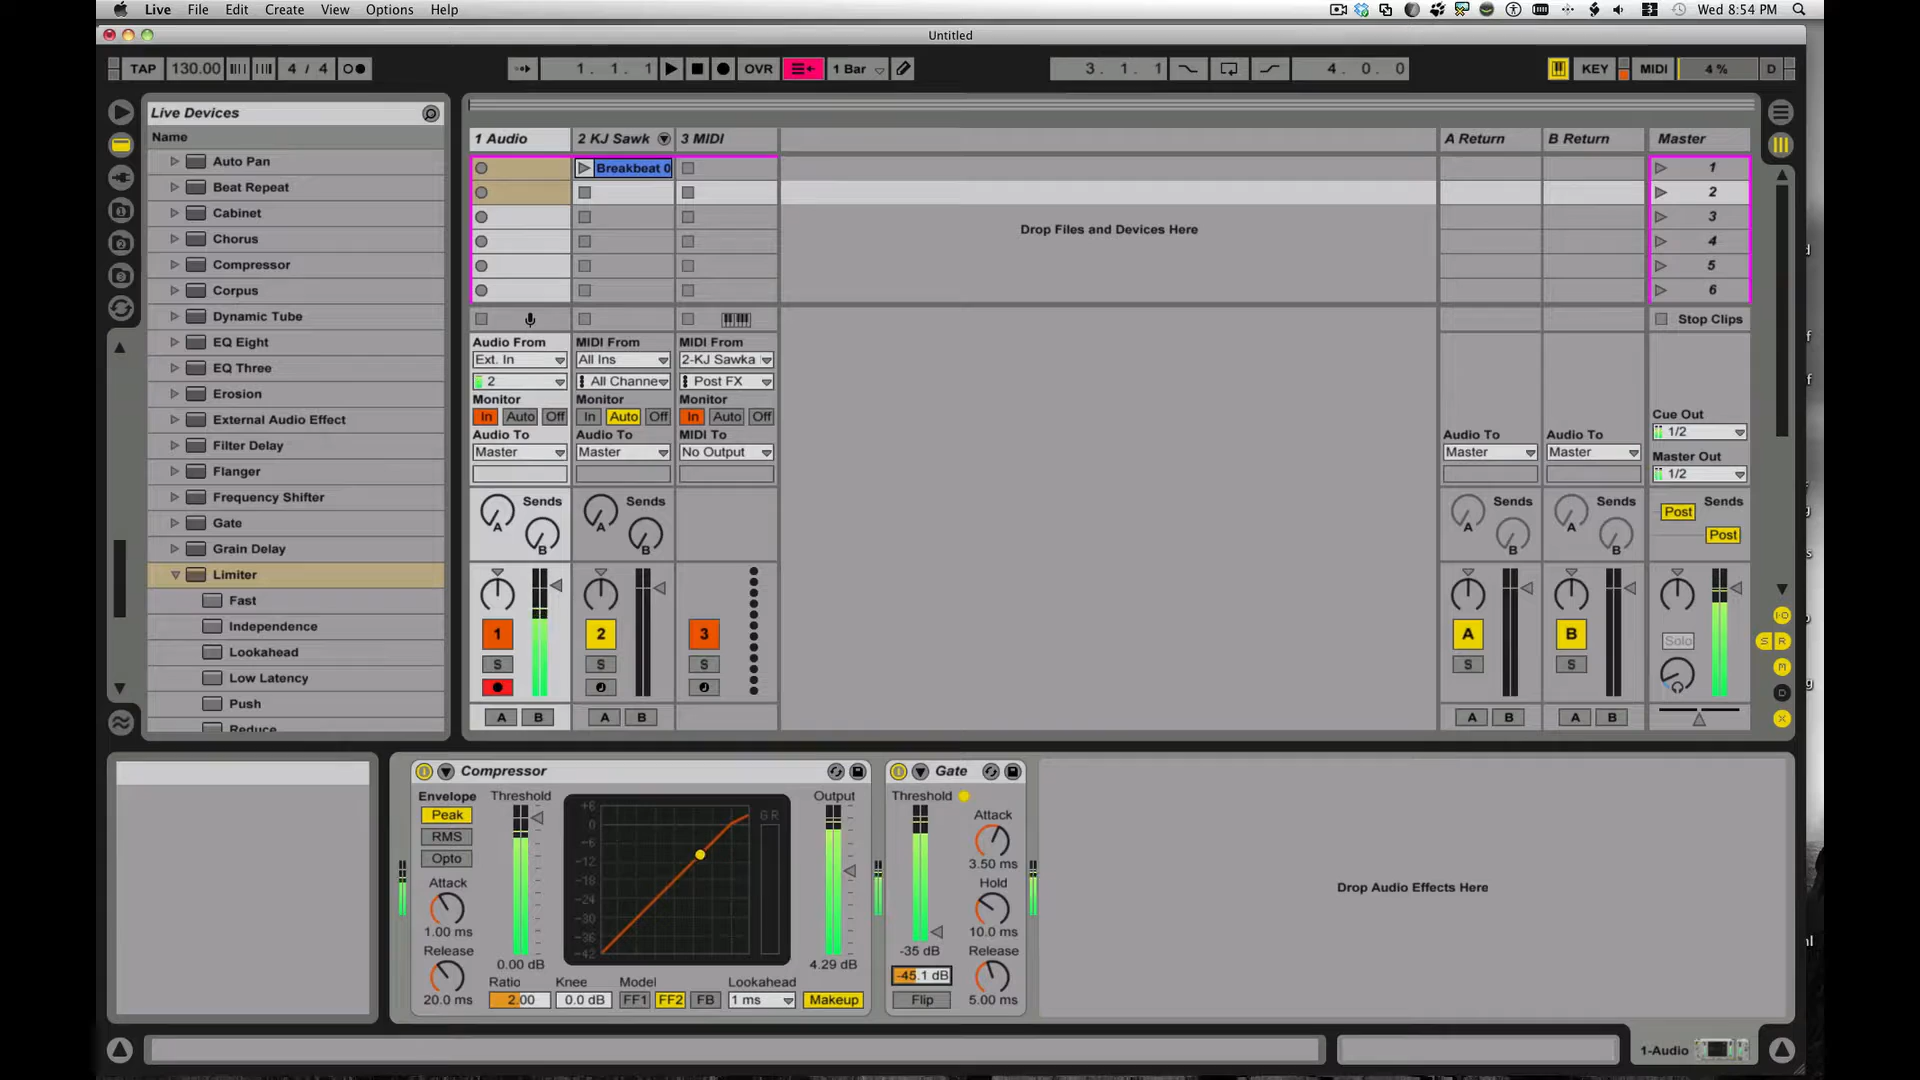 Live File Edit Create View Options Help
Wed 8:54 PM
Untitled
TAP 130.00 4 / 4
1. 1. 1 OVR 1 Bar
3. 1. 1 4. 0. 0
KEY MIDI 4 % D
Live Devices
Name
Auto Pan
Beat Repeat
Cabinet
Chorus
Compressor
Corpus
Dynamic Tube
EQ Eight
EQ Three
Erosion
External Audio Effect
Filter Delay
Flanger
Frequency Shifter
Gate
Grain Delay
Limiter
Fast
Independence
Lookahead
Low Latency
Push
Reduce
1 Audio 2 KJ Sawk 3 MIDI
A Return B Return Master
Breakbeat 0
1
2
3
4
5
6
Drop Files and Devices Here
Stop Clips
Audio From MIDI From MIDI From
Ext. In All Ins 2-KJ Sawka
2 All Channe Post FX
Monitor Monitor Monitor
In Auto Off In Auto Off In Auto Off
Audio To Audio To MIDI To
Master Master No Output
Audio To Audio To
Master Master
Cue Out
1/2
Master Out
1/2
Sends Sends Sends Sends Sends
A B A B A B A B
Post
Post
1 2 3 A B Solo
S S S S S
A B A B A B A B
S R
M
D
X
Compressor
Envelope Threshold Output
Peak
RMS
Opto
Attack
1.00 ms
Release
20.0 ms
0.00 dB
+6
0
-6
-12
-18
-24
-30
-36
-42
G R
4.29 dB
Ratio Knee Model Lookahead
2.00 0.0 dB FF1 FF2 FB 1 ms Makeup
Gate
Threshold
Attack
3.50 ms
Hold
10.0 ms
-35 dB
Release
-45.1 dB
Flip 5.00 ms
Drop Audio Effects Here
1-Audio